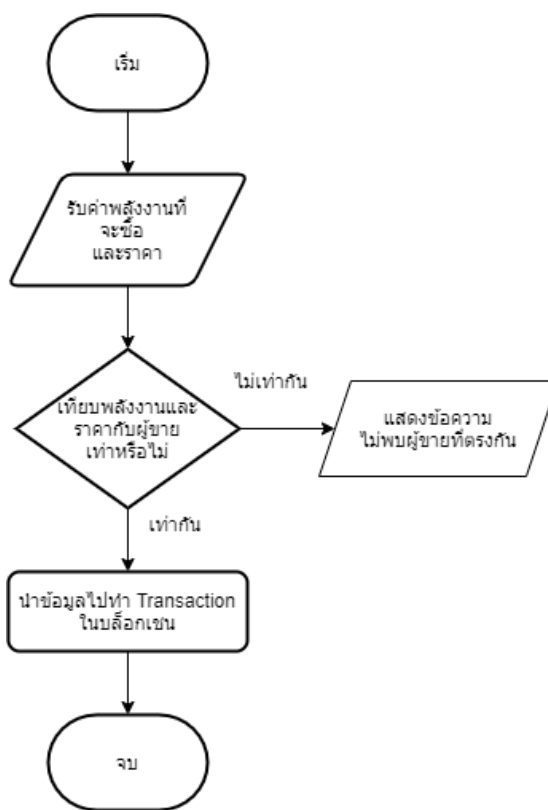 เริ่ม
รับค่าพลังงานที่
จะซื้อ
และราคา
เทียบพลังงานและ
ราคากับผู้ขาย
เท่าหรือไม่
ไม่เท่ากัน
แสดงข้อความ
ไม่พบผู้ขายที่ตรงกัน
เท่ากัน
นำข้อมูลไปทำ Transaction
ในบล็อกเชน
จบ